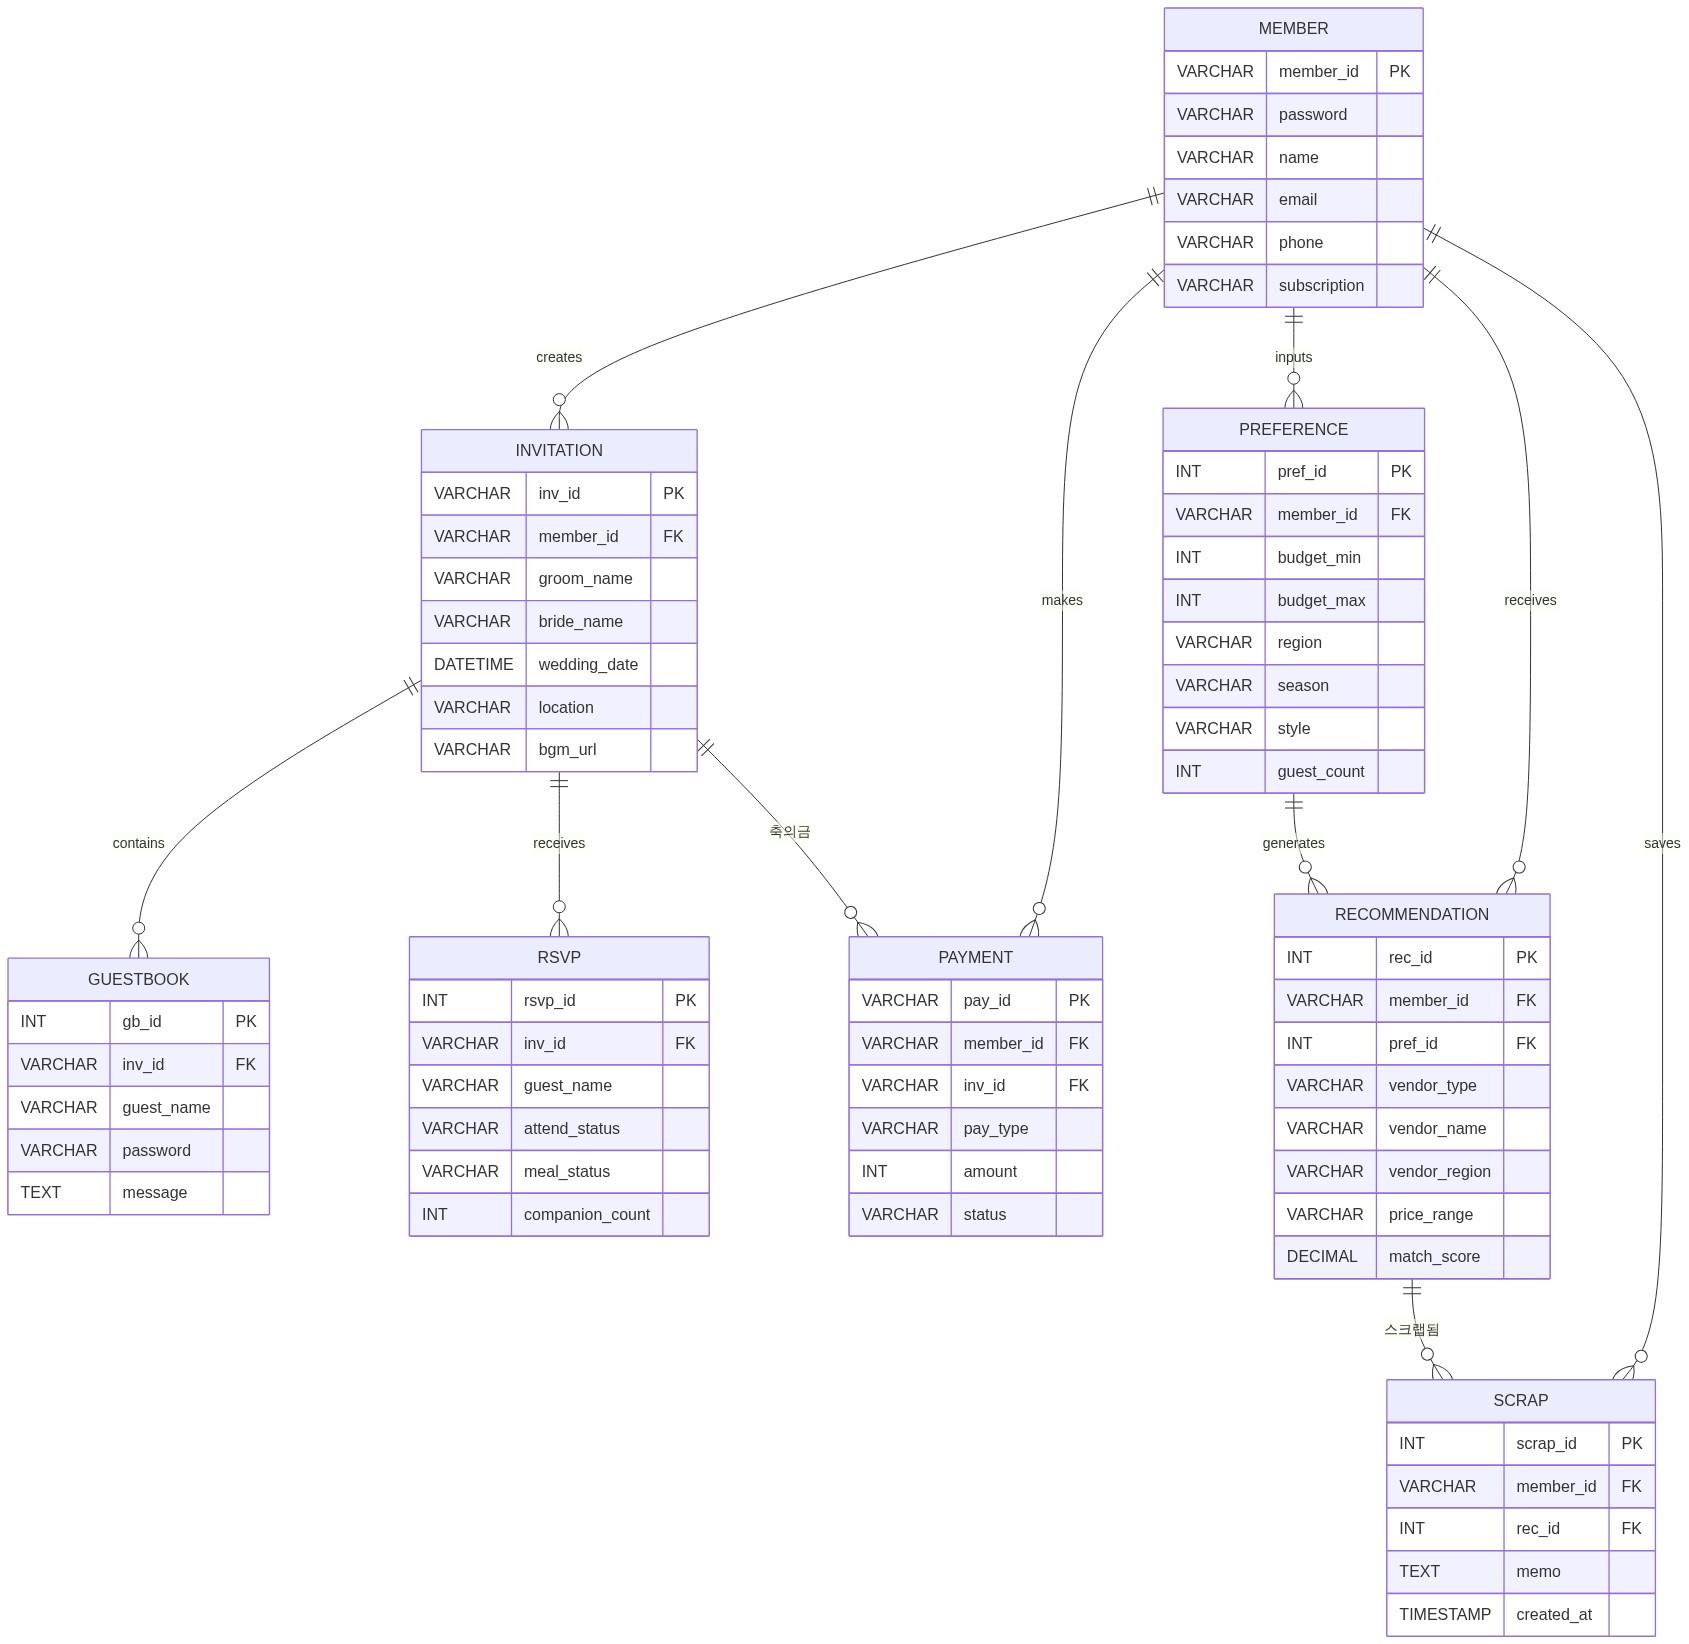 MEMBER
VARCHAR member_id PK
VARCHAR password
VARCHAR name
VARCHAR email
VARCHAR phone
VARCHAR subscription
creates
inputs
makes
receives
saves
INVITATION
VARCHAR inv_id PK
VARCHAR member_id FK
VARCHAR groom_name
VARCHAR bride_name
DATETIME wedding_date
VARCHAR location
VARCHAR bgm_url
PREFERENCE
INT pref_id PK
VARCHAR member_id FK
INT budget_min
INT budget_max
VARCHAR region
VARCHAR season
VARCHAR style
INT guest_count
contains
receives
축의금
generates
GUESTBOOK
INT gb_id PK
VARCHAR inv_id FK
VARCHAR guest_name
VARCHAR password
TEXT message
RSVP
INT rsvp_id PK
VARCHAR inv_id FK
VARCHAR guest_name
VARCHAR attend_status
VARCHAR meal_status
INT companion_count
PAYMENT
VARCHAR pay_id PK
VARCHAR member_id FK
VARCHAR inv_id FK
VARCHAR pay_type
INT amount
VARCHAR status
RECOMMENDATION
INT rec_id PK
VARCHAR member_id FK
INT pref_id FK
VARCHAR vendor_type
VARCHAR vendor_name
VARCHAR vendor_region
VARCHAR price_range
DECIMAL match_score
스크랩됨
SCRAP
INT scrap_id PK
VARCHAR member_id FK
INT rec_id FK
TEXT memo
TIMESTAMP created_at